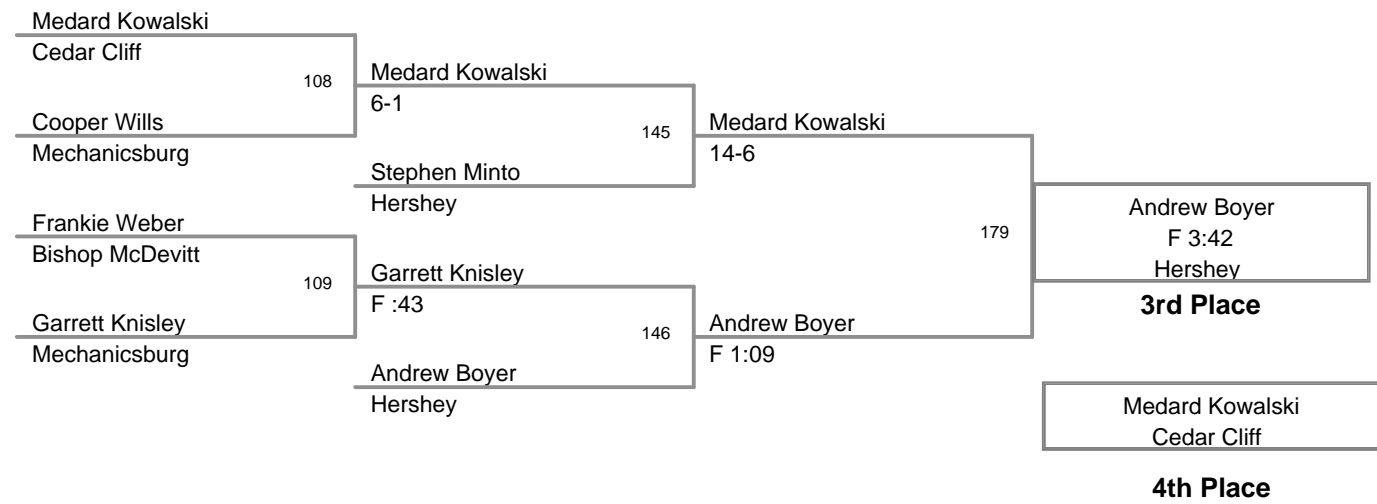 Medard Kowalski
Cedar Cliff
108
Medard Kowalski
6-1
Cooper Wills
Mechanicsburg
145
Medard Kowalski
14-6
Stephen Minto
Hershey
Frankie Weber
Bishop McDevitt
179
Andrew Boyer
F 3:42
Hershey
3rd Place
109
Garrett Knisley
F :43
Garrett Knisley
Mechanicsburg
146
Andrew Boyer
F 1:09
Andrew Boyer
Hershey
Medard Kowalski
Cedar Cliff
4th Place